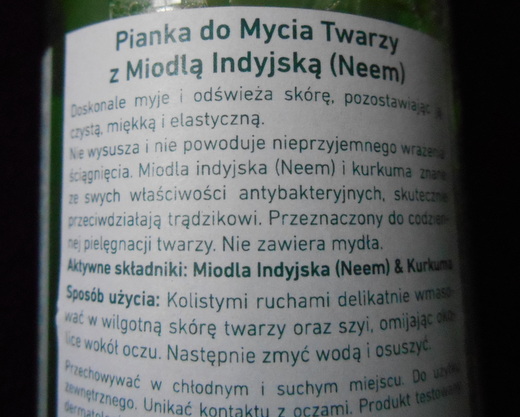 Pianka do Mycia Twarzy
z Miodlą Indyjską (Neem)
Doskonale myje i odświeża skórę, pozostawiając ją
czystą, miękką i elastyczną.
Nie wysusza i nie powoduje nieprzyjemnego wrażenia
ściągnięcia. Miodla indyjska (Neem) i kurkuma znane
ze swych właściwości antybakteryjnych, skutecznie
przeciwdziałają trądzikowi. Przeznaczony do codzien-
nej pielęgnacji twarzy. Nie zawiera mydła.
Aktywne składniki: Miodla Indyjska (Neem) & Kurkuma
Sposób użycia: Kolistymi ruchami delikatnie wmaso-
wać w wilgotną skórę twarzy oraz szyi, omijając oko-
lice wokół oczu. Następnie zmyć wodą i osuszyć.
Przechowywać w chłodnym i suchym miejscu. Do użytku
zewnętrznego. Unikać kontaktu z oczami. Produkt testowany